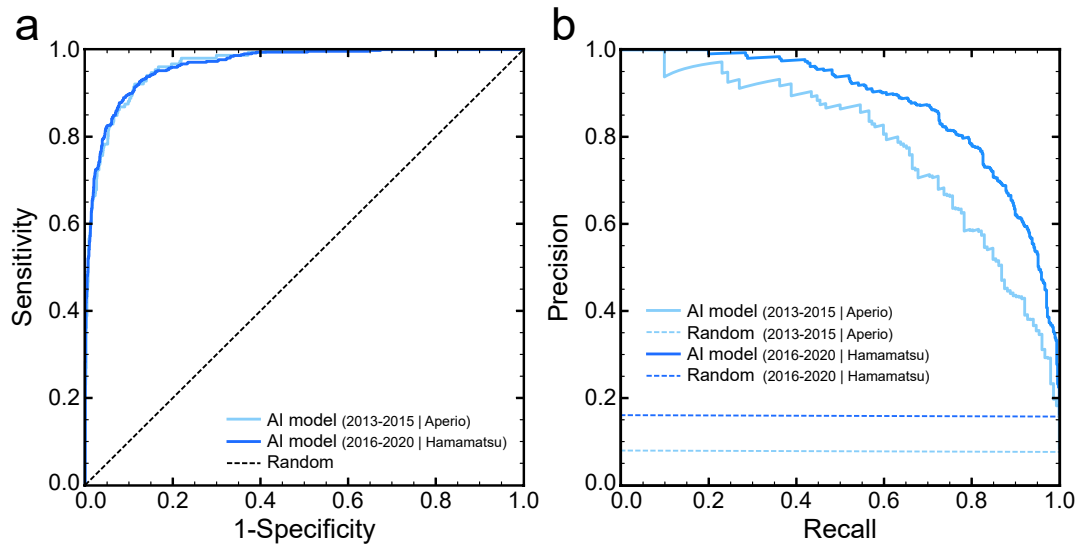 a
1.0
0.8
0.6
0.4
0.2
0.0
Sensitivity
0.0 0.2 0.4 0.6 0.8 1.0
1-Specificity
AI model (2013-2015 | Aperio)
AI model (2016-2020 | Hamamatsu)
Random
b
1.0
0.8
0.6
0.4
0.2
0.0
Precision
0.0 0.2 0.4 0.6 0.8 1.0
Recall
AI model (2013-2015 | Aperio)
Random (2013-2015 | Aperio)
AI model (2016-2020 | Hamamatsu)
Random (2016-2020 | Hamamatsu)